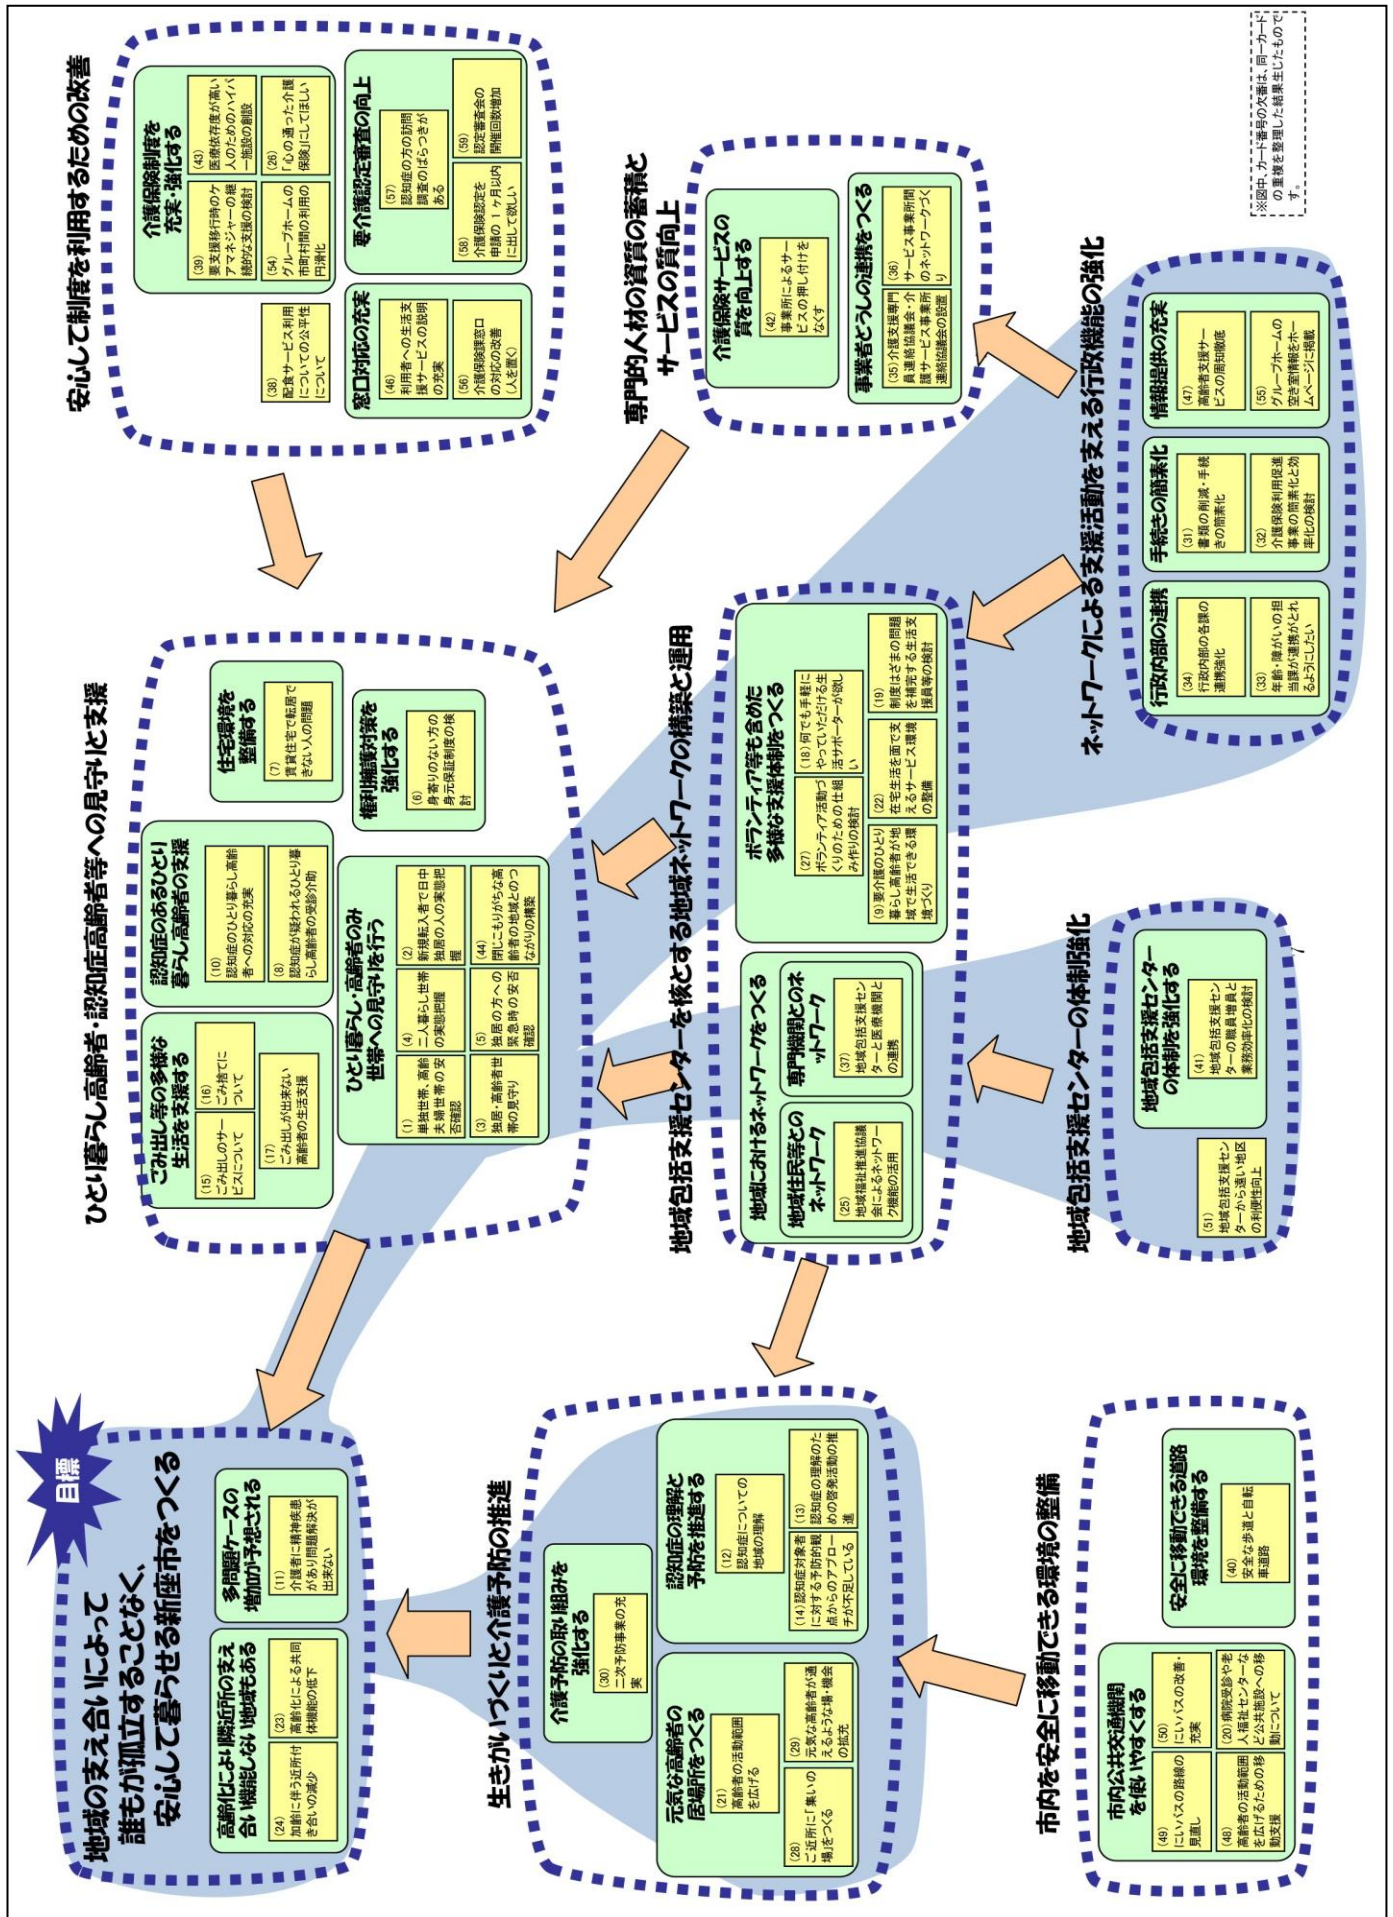 目標
地域の支え合いによって
誰もが孤立することなく、
安心して暮らせる新座市をつくる
高齢化により隣近所の支え
合い機能しない地域もある
(24)
加齢に伴う近所付
き合いの減少
(23)
高齢化による共同
体機能の低下
多問題ケースの
増加が予想される
(11)
介護者に精神疾患
があり問題解決が
出来ない
ひとり暮らし高齢者・認知症高齢者等への見守りと支援
ごみ出し等の多様な
生活を支援する
(15)
ごみ出しのサー
ビスについて
(16)
ごみ捨てに
ついて
(17)
ごみ出しが出来ない
高齢者の生活支援
認知症のあるひとり
暮らし高齢者の支援
(10)
認知症のひとり暮らし高齢
者への対応の充実
(8)
認知症が疑われるひとり暮
らし高齢者の受診介助
住宅環境を
整備する
(7)
賃貸住宅で転居で
きない人の問題
ひとり暮らし・高齢者のみ
世帯への見守りを行う
(1)
単独世帯、高齢
夫婦世帯の安
否確認
(4)
二人暮らし世帯
の実態把握
(2)
新規転入者で日中
独居の人の実態把
握
(3)
独居・高齢者世
帯の見守り
(5)
独居の方への
緊急時の安否
確認
(44)
閉じこもりがちな高
齢者の地域とのつ
ながりの構築
権利擁護対策を
強化する
(6)
身寄りのない方の
身元保証制度の検
討
安心して制度を利用するための改善
(38)
配食サービス利用
についての公平性
について
介護保険制度を
充実・強化する
(39)
要支援移行時のケ
アマネジャーの継
続的な支援の検討
(43)
医療依存度が高い
人のためのハイパ
ー施設の創設
(54)
グループホームの
市町村間の利用の
円滑化
(26)
「心の通った介護
保険」にしてほしい
窓口対応の充実
(46)
利用者への生活支
援サービスの説明
の充実
(56)
介護保険課窓口
の対応の改善
(人を置く)
要介護認定審査の向上
(57)
認知症の方の訪問
調査のばらつきが
ある
(58)
介護保険認定を
申請の1ヶ月以内
に出して欲しい
(59)
認定審査会の
開催回数増加
生きがいづくりと介護予防の推進
介護予防の取り組みを
強化する
(30)
二次予防事業の充
実
元気な高齢者の
居場所をつくる
(21)
高齢者の活動範囲
を広げる
(28)
ご近所に「集いの
場」をつくる
(29)
元気な高齢者が通
えるような場・機会
の拡充
認知症の理解と
予防を推進する
(12)
認知症についての
地域の理解
(14)認知症対象者
に対する予防的観
点からのアプロー
チが不足している
(13)
認知症の理解のた
めの啓発活動の推
進
地域包括支援センターを核とする地域ネットワークの構築と運用
地域におけるネットワークをつくる
地域住民等との
ネットワーク
(25)
地域福祉推進協議
会によるネットワー
ク機能の活用
専門機関とのネ
ットワーク
(37)
地域包括支援セン
ターと医療機関と
の連携
ボランティア等も含めた
多様な支援体制をつくる
(27)
ボランティア活動づ
くりのための仕組
み作りの検討
(18)何でも手軽に
やっていただける生
活サポーターが欲し
い
(9)要介護のひとり
暮らし高齢者が地
域で生活できる環
境づくり
(22)
在宅生活を面で支
えるサービス環境
の整備
(19)
制度はざまの問題
を補完する生活支
援員等の検討
専門的人材の資質の蓄積と
サービスの質向上
介護保険サービスの
質を向上する
(42)
事業所によるサー
ビスの押し付けを
なくす
事業者どうしの連携をつくる
(35)介護支援専門
員連絡協議会・介
護サービス事業所
連絡協議会の設置
(36)
サービス事業所間
のネットワークづく
り
市内を安全に移動できる環境の整備
市内公共交通機関
を使いやすくする
(49)
にいバスの路線の
見直し
(50)
にいバスの改善・
充実
(48)
高齢者の活動範囲
を広げるための移
動支援
(20)病院受診や老
人福祉センターな
ど公共施設への移
動について
安全に移動できる道路
環境を整備する
(40)
安全な歩道と自転
車道路
地域包括支援センターの体制強化
(51)
地域包括支援セン
ターから遠い地区
の利便性向上
地域包括支援センター
の体制を強化する
(41)
地域包括支援セン
ターの職員増員と
業務効率化の検討
ネットワークによる支援活動を支える行政機能の強化
行政内部の連携
(34)
行政内部の各課の
連携強化
(33)
年齢・障がいの担
当課が連携がとれ
るようにしたい
手続きの簡素化
(31)
書類の削減・手続
きの簡素化
(32)
介護保険利用促進
事業の簡素化と効
率化の検討
情報提供の充実
(47)
高齢者支援サー
ビスの周知徹底
(55)
グループホームの
空き室情報をホー
ムページに掲載
※図中、カード番号の欠番は、同一カード
の重複を整理した結果生じたもので
す。